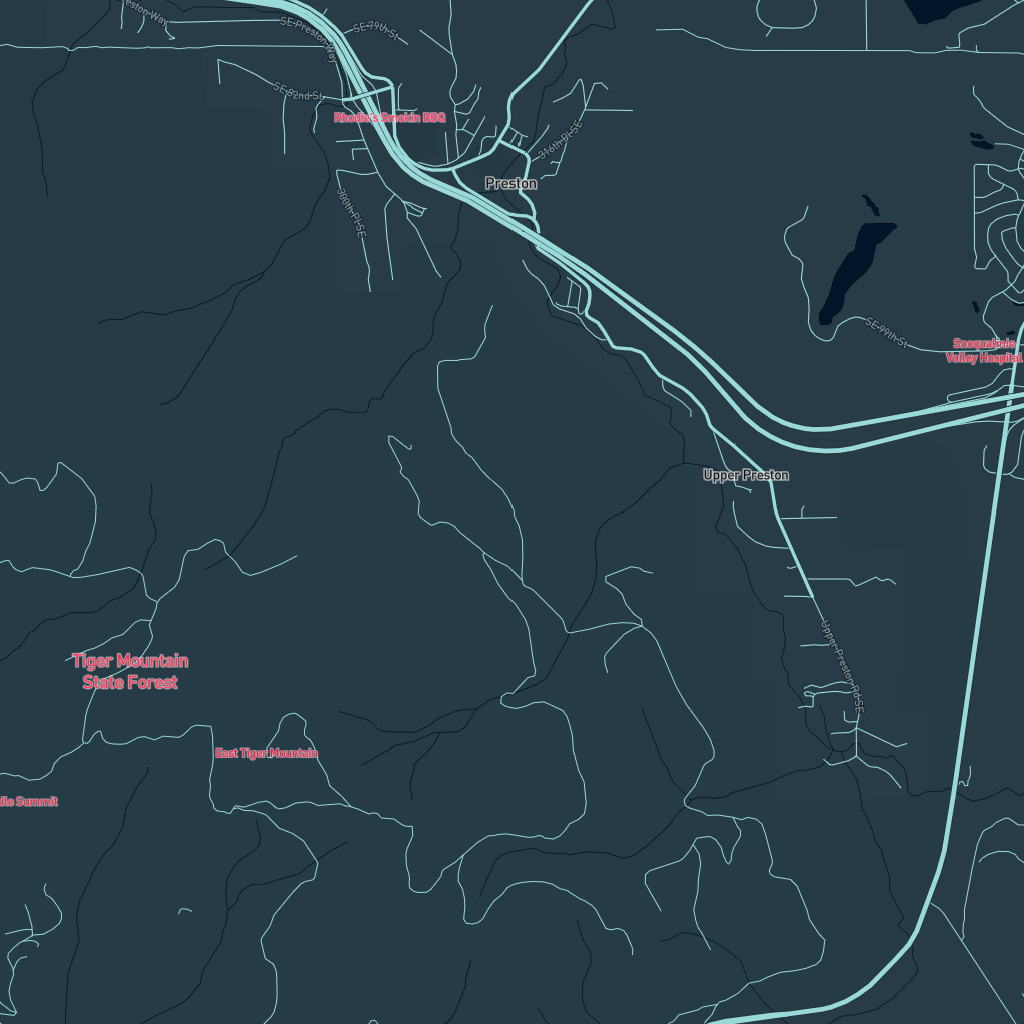 Preston Way
SE Preston Way
SE 79th St
SE 82nd St
Rhodie's Smokin BBQ
316th Pl SE
Preston
300th Pl SE
SE 99th St
Snoqualmie
Valley Hospital
Upper Preston
Upper Preston Rd SE
Tiger Mountain
State Forest
East Tiger Mountain
dle Summit